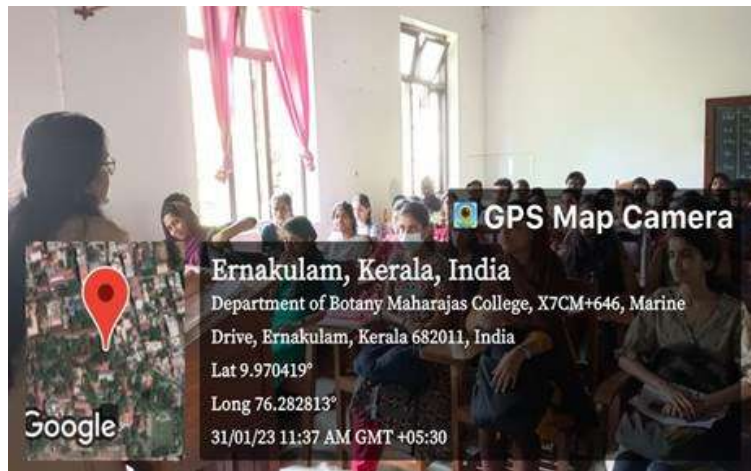 GPS Map Camera
Ernakulam, Kerala, India
Department of Botany Maharajas College, X7CM+646, Marine
Drive, Ernakulam, Kerala 682011, India
Lat 9.970419°
Long 76.282813°
31/01/23 11:37 AM GMT +05:30
Google